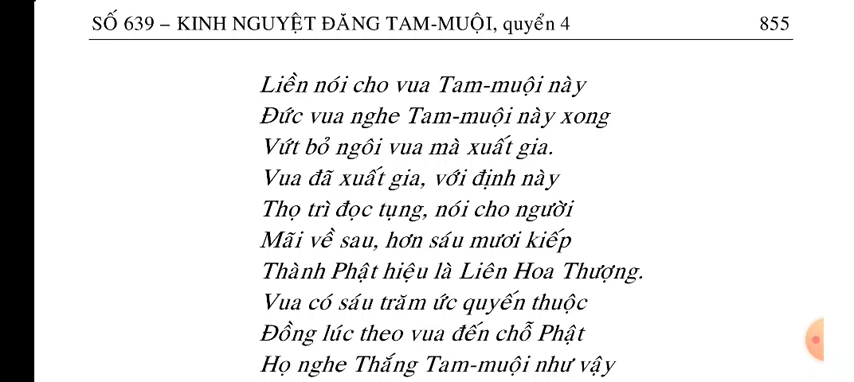 SỐ 639 – KINH NGUYỆT ĐĂNG TAM-MUỘI, quyển 4 855
Liền nói cho vua Tam-muội này
Đức vua nghe Tam-muội này xong
Vứt bỏ ngôi vua mà xuất gia.
Vua đã xuất gia, với định này
Thọ trì đọc tụng, nói cho người
Mãi về sau, hơn sáu mươi kiếp
Thành Phật hiệu là Liên Hoa Thượng.
Vua có sáu trăm ức quyến thuộc
Đồng lúc theo vua đến chỗ Phật
Họ nghe Thắng Tam-muội như vậy